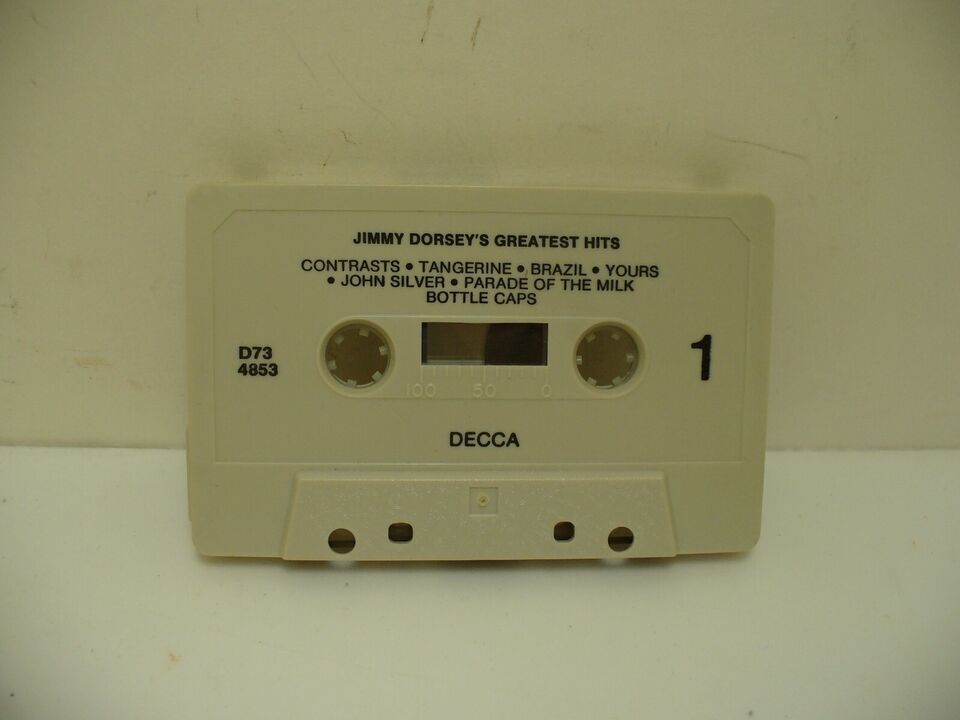 JIMMY DORSEY'S GREATEST HITS
CONTRASTS • TANGERINE • BRAZIL • YOURS
• JOHN SILVER • PARADE OF THE MILK
BOTTLE CAPS
D73
4853
1
100 50 0
DECCA